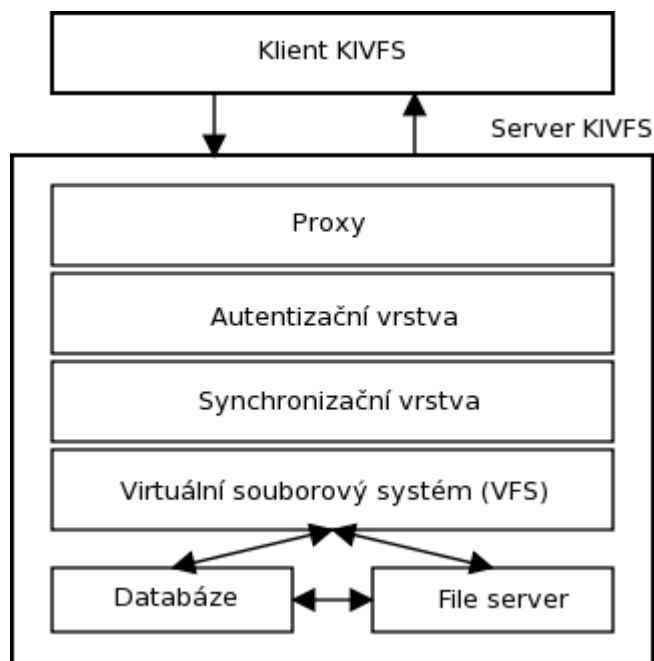 Klient KIVFS
Server KIVFS
Proxy
Autentizační vrstva
Synchronizační vrstva
Virtuální souborový systém (VFS)
Databáze
File server